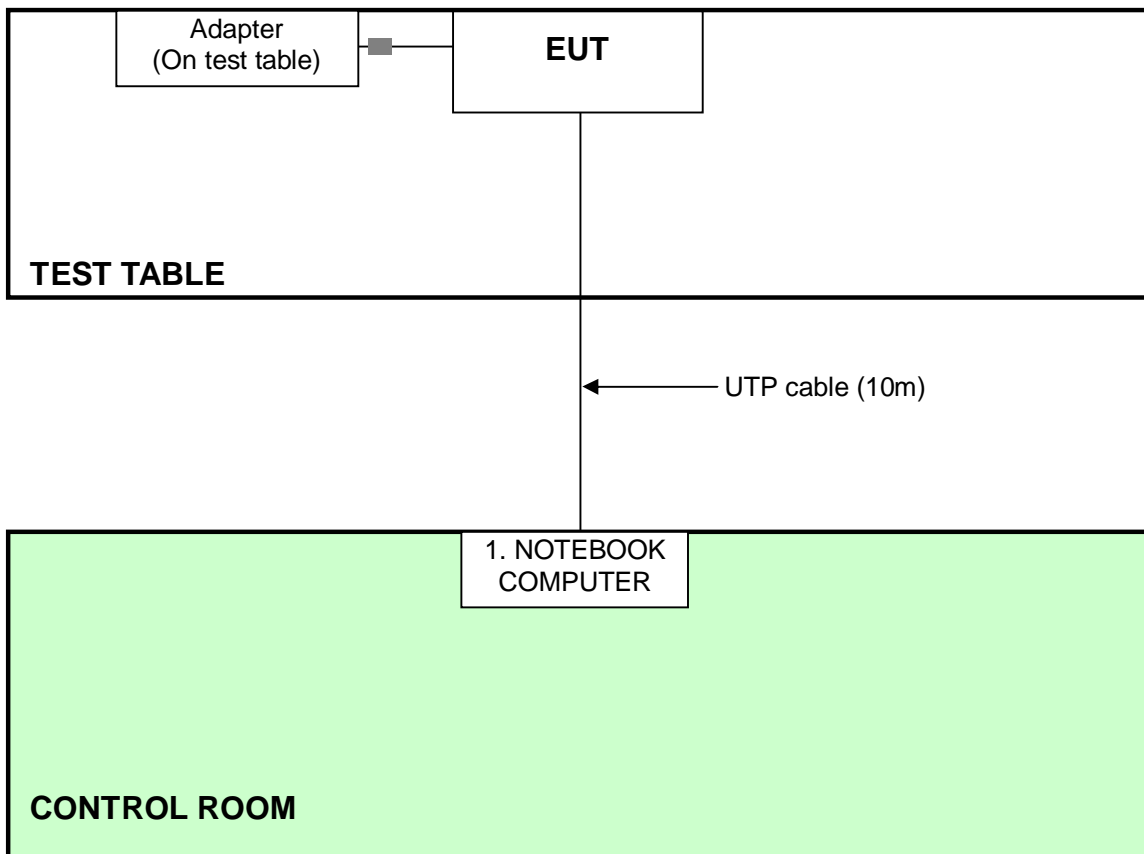 Adapter
(On test table)
EUT
TEST TABLE
UTP cable (10m)
1. NOTEBOOK
COMPUTER
CONTROL ROOM